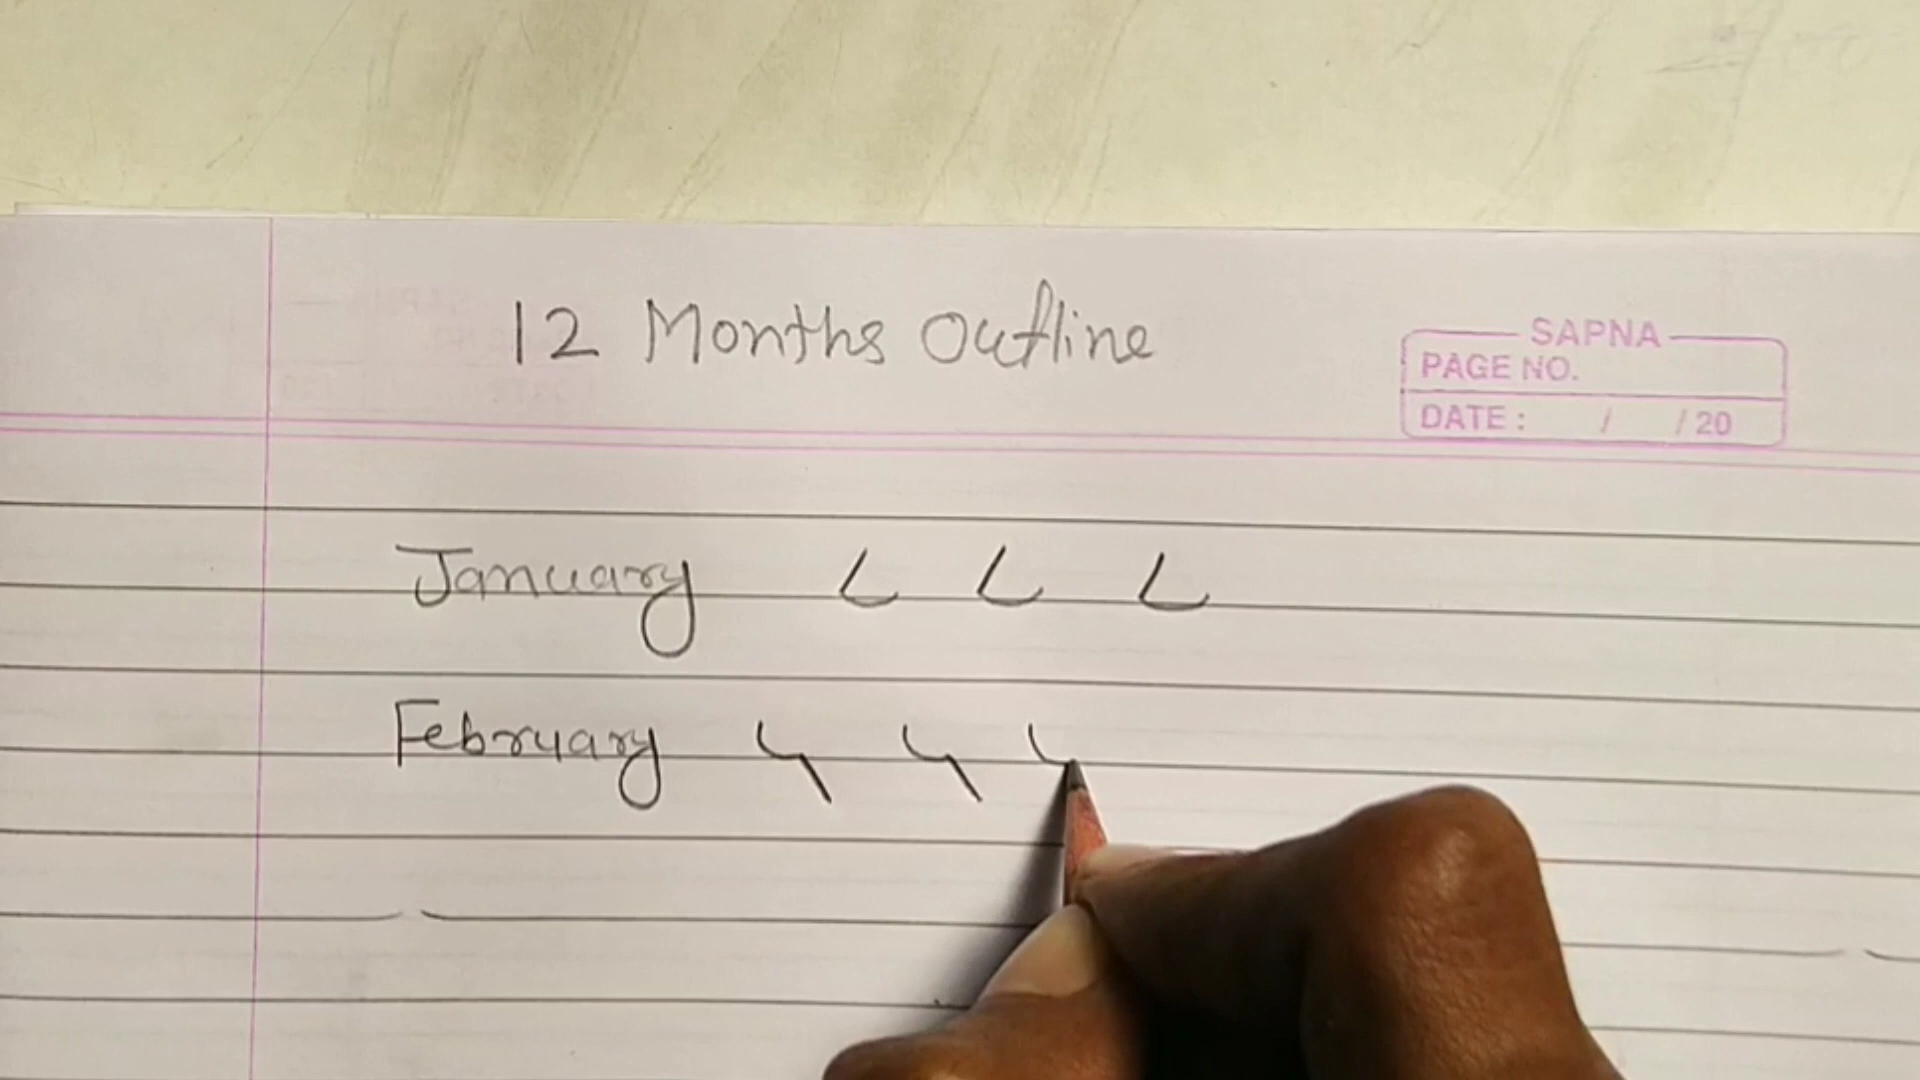 12 Months Outline
SAPNA
PAGE NO.
DATE : / / 20
January
February